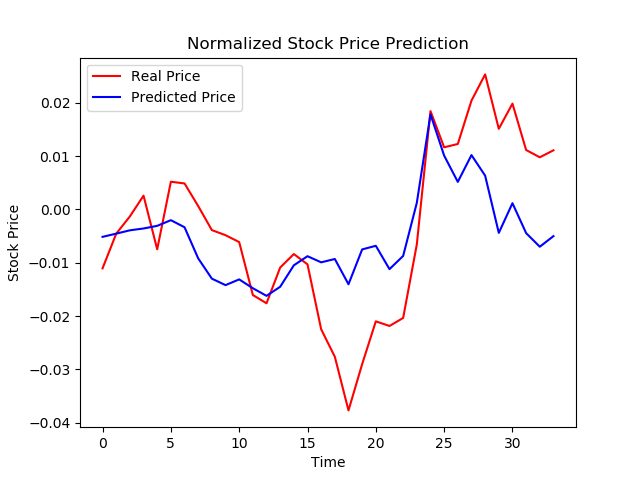 Normalized Stock Price Prediction
Real Price
Predicted Price
Stock Price
0.02
0.01
0.00
−0.01
−0.02
−0.03
−0.04
0 5 10 15 20 25 30
Time